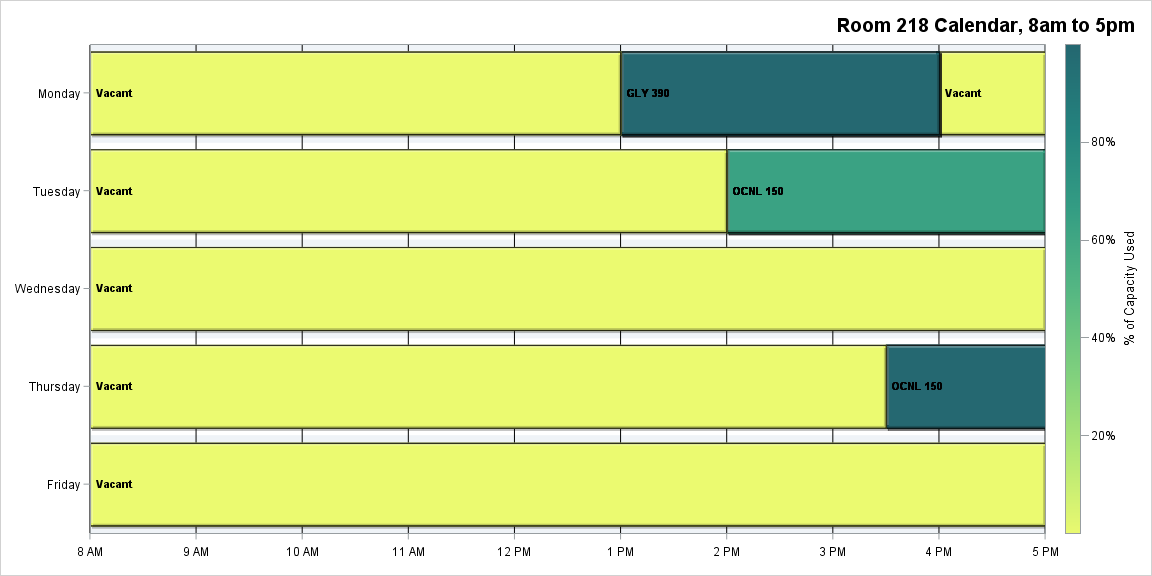 Room 218 Calendar, 8am to 5pm
Monday
Vacant
GLY 390
Vacant
Tuesday
Vacant
OCNL 150
Wednesday
Vacant
Thursday
Vacant
OCNL 150
Friday
Vacant
8 AM
9 AM
10 AM
11 AM
12 PM
1 PM
2 PM
3 PM
4 PM
5 PM
80%
60%
40%
20%
% of Capacity Used